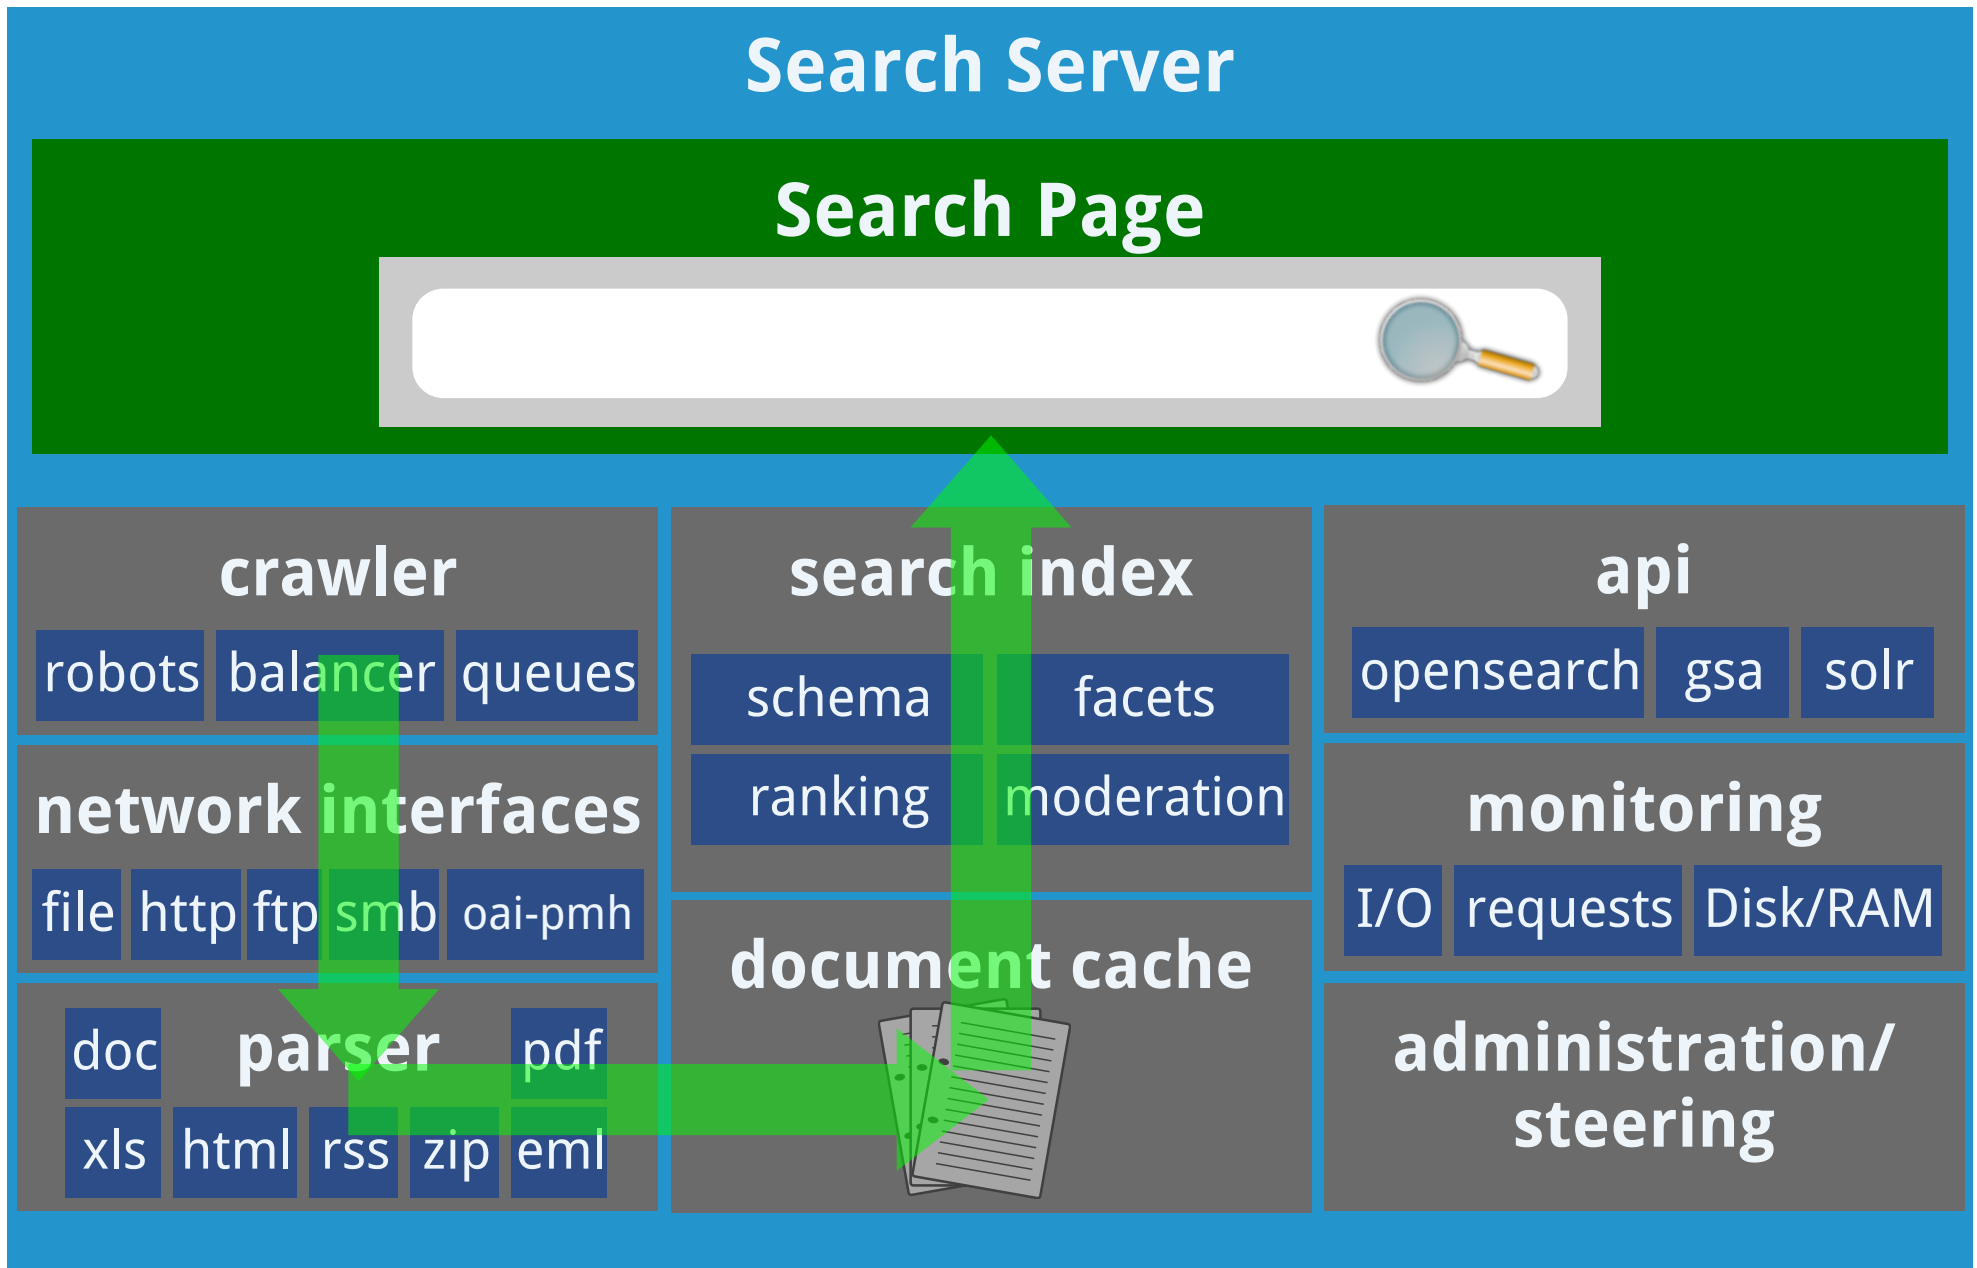 Search Server
Search Page
crawler
robots balancer queues
network interfaces
file http ftp smb oai-pmh
doc parser pdf
xls html rss zip eml
search index
schema facets
ranking moderation
document cache
api
opensearch gsa solr
monitoring
I/O requests Disk/RAM
administration/
steering